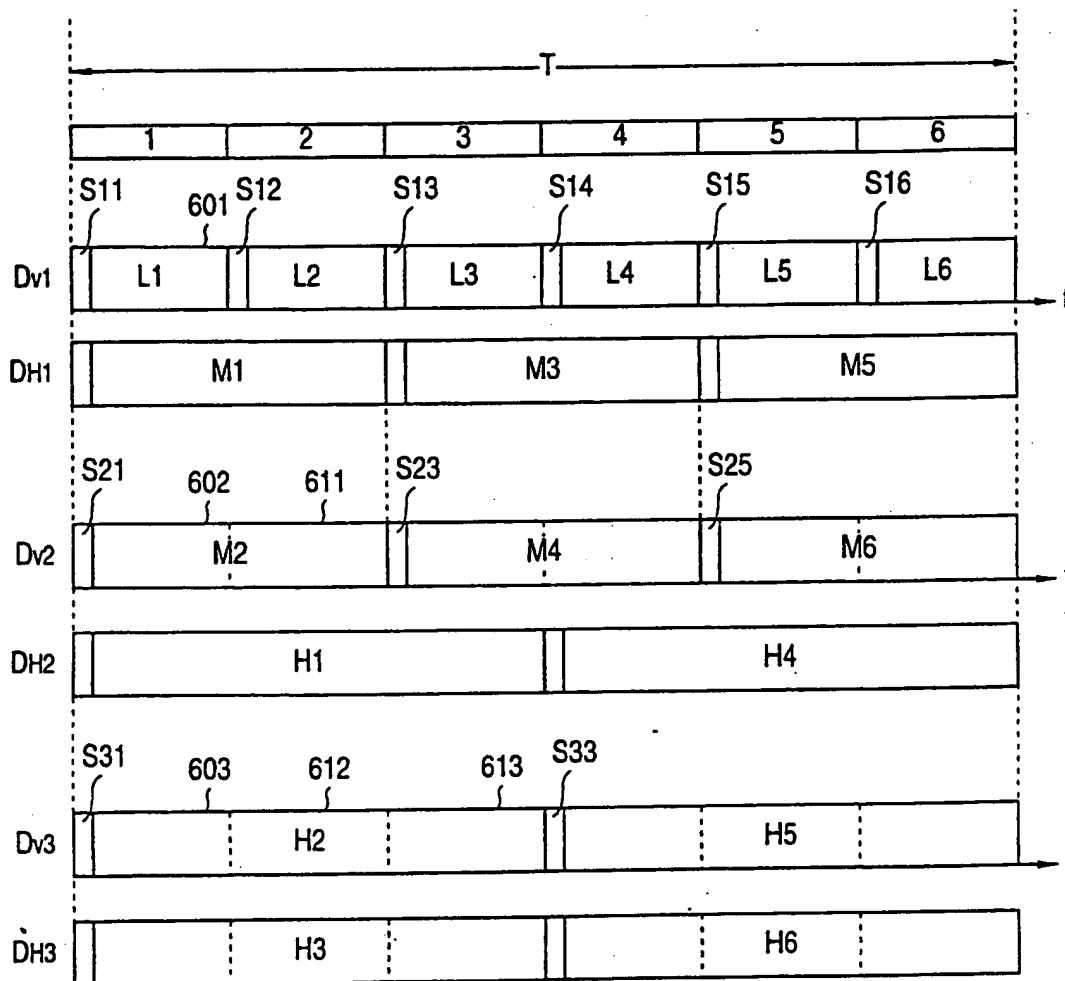 T
1 2 3 4 5 6
S11 601 S12 S13 S14 S15 S16
Dv1 L1 L2 L3 L4 L5 L6
DH1 M1 M3 M5
S21 602 611 S23 S25
Dv2 M2 M4 M6
DH2 H1 H4
S31 603 612 613 S33
Dv3 H2 H5
DH3 H3 H6